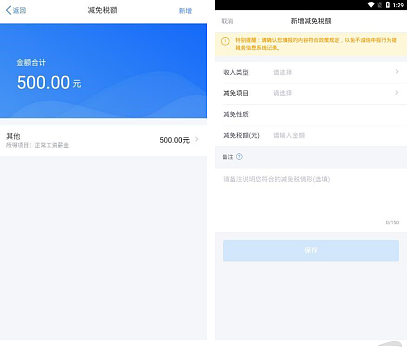 返回
减免税额
新增
金额合计
500.00 元
其他
所得项目：正常工资薪金
500.00元
1:29
取消
新增减免税额
特别提醒：请确认您填报的内容符合政策规定，以免不诚信申报行为被
税务信息系统记录。
收入类型
请选择
减免项目
请选择
减免性质
减免税额(元)
请输入金额
备注
请备注说明您符合的减免税情形(选填)
0/150
保存